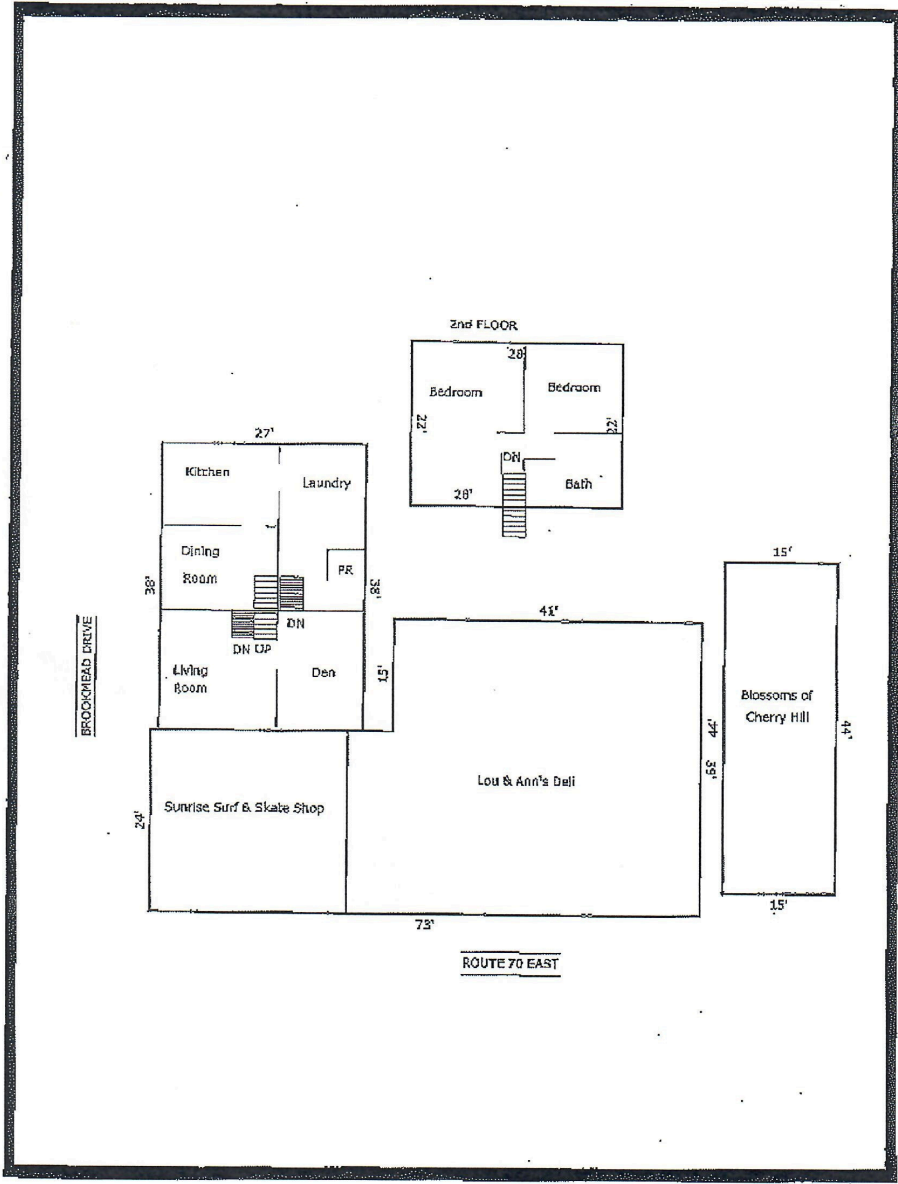 2nd FLOOR
28'
Bedroom
Bedroom
22'
22'
DN
Bath
28'
27'
Kitchen
Laundry
Dining
Room
PR
38'
38'
DN
DN UP
Living
Room
Den
15'
41'
15'
Blossoms of
Cherry Hill
44'
44'
39'
15'
Lou & Ann's Deli
Sunrise Surf & Skate Shop
24'
73'
BROOKMEAD DRIVE
ROUTE 70 EAST